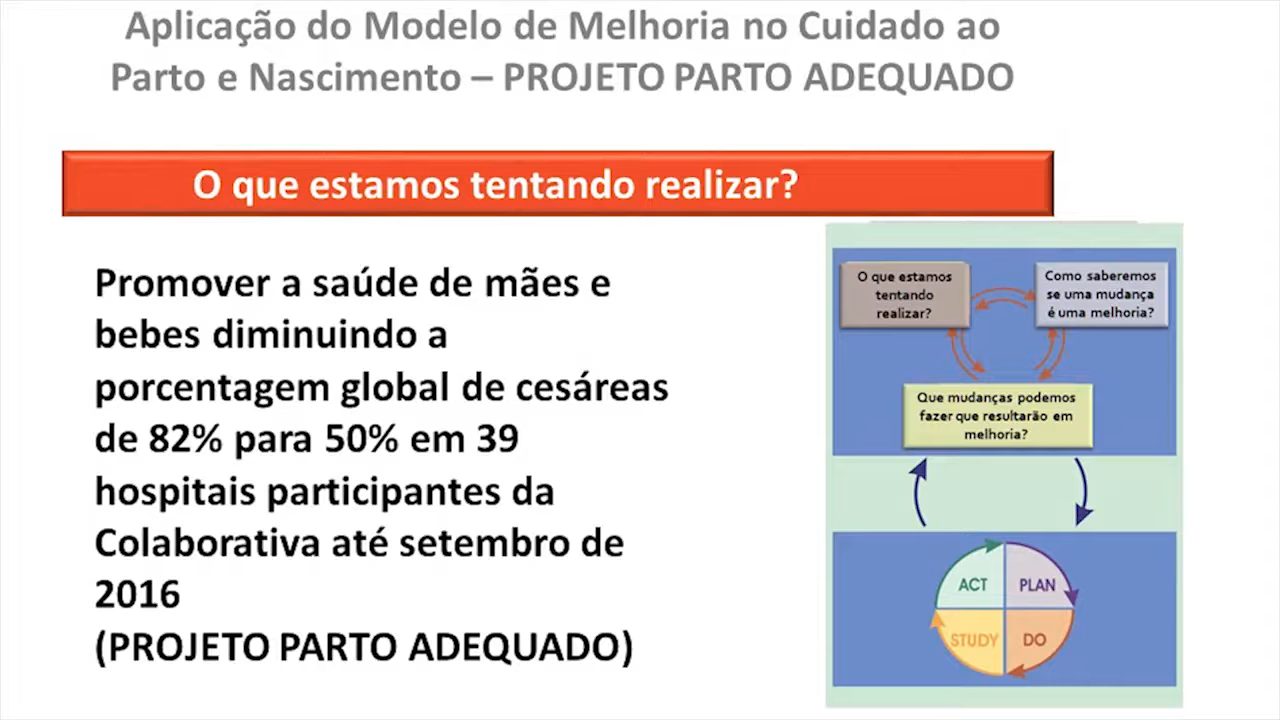 Aplicação do Modelo de Melhoria no Cuidado ao
Parto e Nascimento – PROJETO PARTO ADEQUADO
O que estamos tentando realizar?
Promover a saúde de mães e
bebes diminuindo a
porcentagem global de cesáreas
de 82% para 50% em 39
hospitais participantes da
Colaborativa até setembro de
2016
(PROJETO PARTO ADEQUADO)
O que estamos
tentando
realizar?
Como saberemos
se uma mudança
é uma melhoria?
Que mudanças podemos
fazer que resultarão em
melhoria?
ACT
PLAN
STUDY
DO